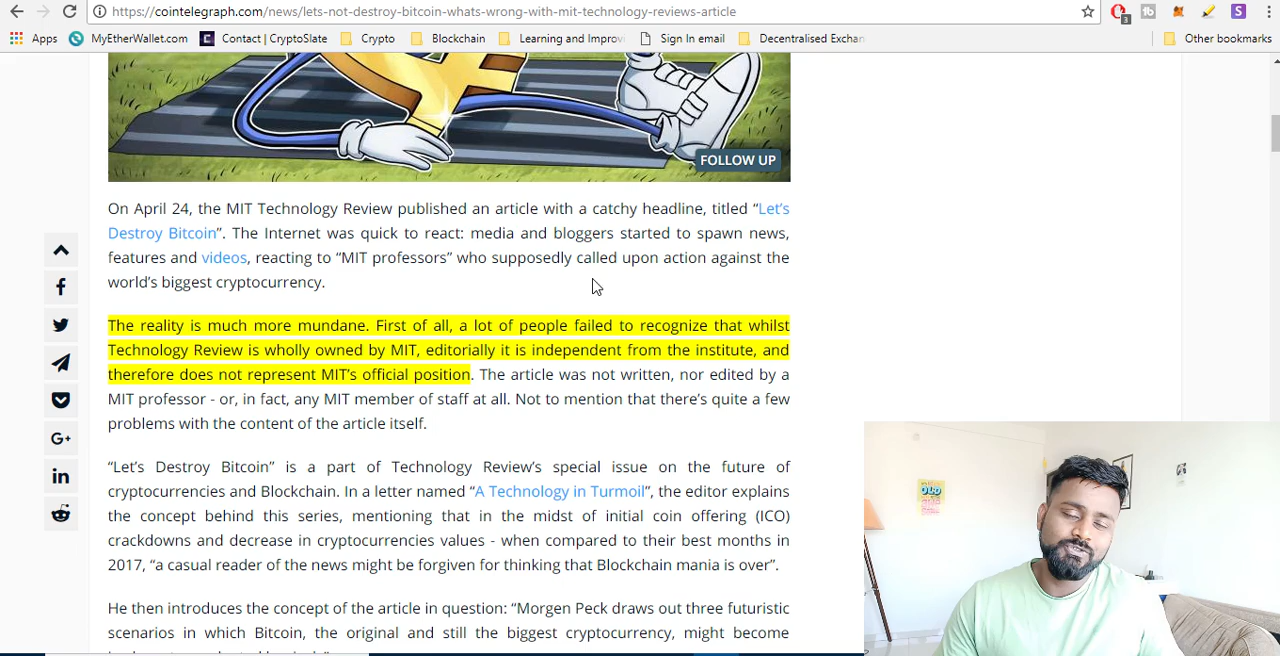 https://cointelegraph.com/news/lets-not-destroy-bitcoin-whats-wrong-with-mit-technology-reviews-article
3
tb
S
Apps MyEtherWallet.com Contact | CryptoSlate Crypto Blockchain Learning and Improvi Sign In email Decentralised Exchan Other bookmarks
FOLLOW UP
On April 24, the MIT Technology Review published an article with a catchy headline, titled “Let’s
Destroy Bitcoin”. The Internet was quick to react: media and bloggers started to spawn news,
features and videos, reacting to “MIT professors” who supposedly called upon action against the
world’s biggest cryptocurrency.
The reality is much more mundane. First of all, a lot of people failed to recognize that whilst
Technology Review is wholly owned by MIT, editorially it is independent from the institute, and
therefore does not represent MIT’s official position. The article was not written, nor edited by a
MIT professor - or, in fact, any MIT member of staff at all. Not to mention that there’s quite a few
problems with the content of the article itself.
“Let’s Destroy Bitcoin” is a part of Technology Review’s special issue on the future of
cryptocurrencies and Blockchain. In a letter named “A Technology in Turmoil”, the editor explains
the concept behind this series, mentioning that in the midst of initial coin offering (ICO)
crackdowns and decrease in cryptocurrencies values - when compared to their best months in
2017, “a casual reader of the news might be forgiven for thinking that Blockchain mania is over”.
He then introduces the concept of the article in question: “Morgen Peck draws out three futuristic
scenarios in which Bitcoin, the original and still the biggest cryptocurrency, might become
f
G+
in
OLD